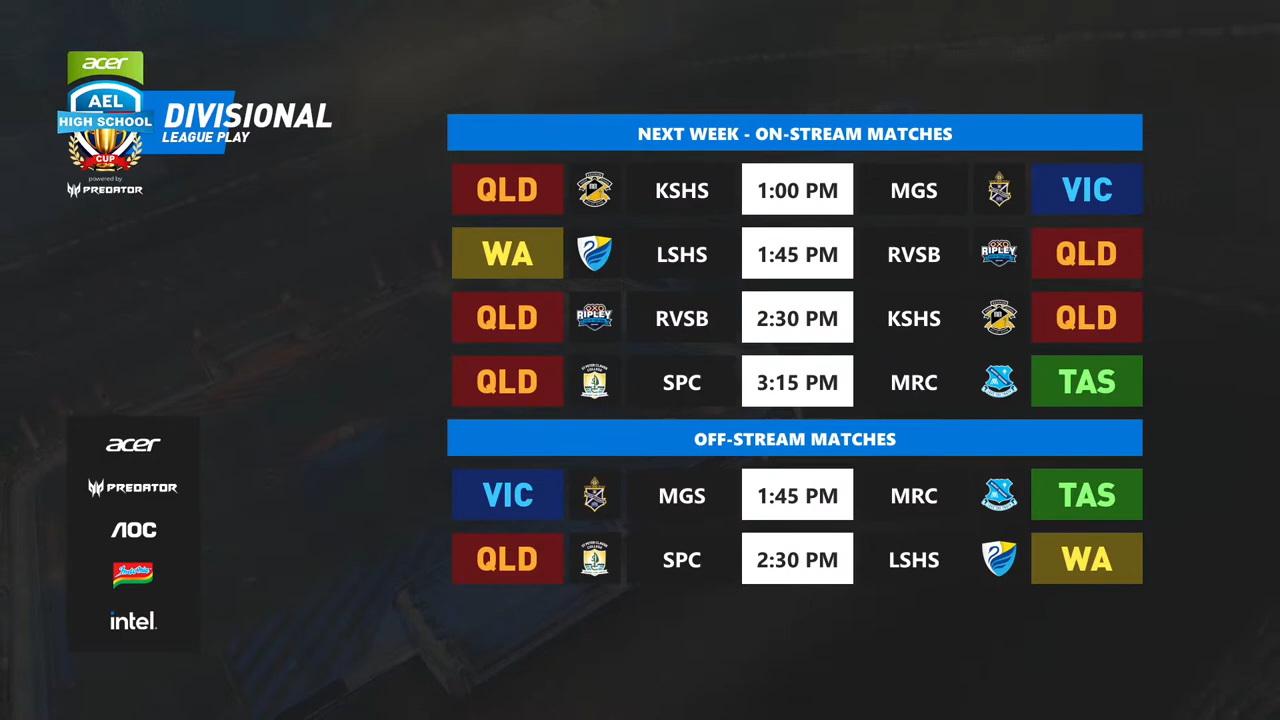 acer
AEL
HIGH SCHOOL
CUP
powered by
PREDATOR
DIVISIONAL
LEAGUE PLAY
NEXT WEEK - ON-STREAM MATCHES
QLD KSHS 1:00 PM MGS VIC
WA LSHS 1:45 PM RIPLEY RVSB QLD
QLD RIPLEY RVSB 2:30 PM KSHS QLD
QLD SPC 3:15 PM MRC TAS
OFF-STREAM MATCHES
VIC MGS 1:45 PM MRC TAS
QLD SPC 2:30 PM LSHS WA
acer
PREDATOR
AOC
Indomie
intel.